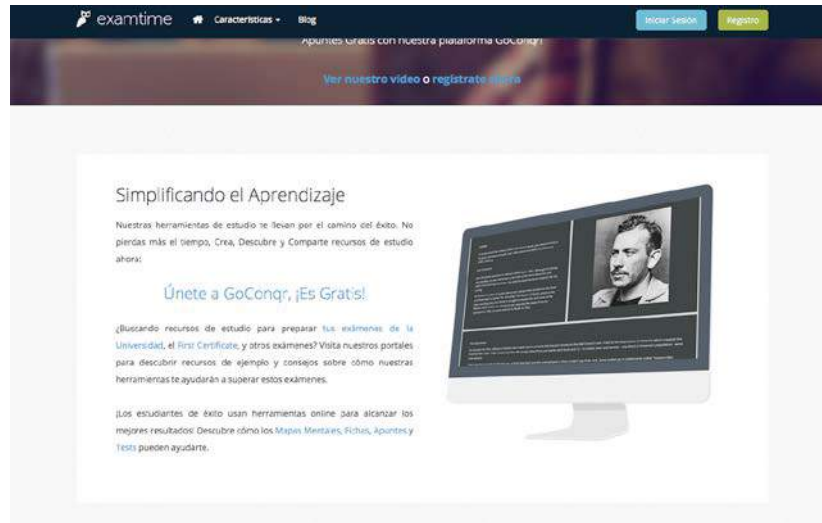 examtime Características Blog Iniciar Sesión Registro
Apuntes Gratis con nuestra plataforma GoConqr!
Ver nuestro video o regístrate ahora
Simplificando el Aprendizaje
Nuestras herramientas de estudio te llevan por el camino del éxito. No
pierdas más el tiempo, Crea, Descubre y Comparte recursos de estudio
ahora:
Únete a GoConqr, ¡Es Gratis!
¿Buscando recursos de estudio para preparar tus exámenes de la
Universidad, el First Certificate, y otros exámenes? Visita nuestros portales
para descubrir recursos de ejemplo y consejos sobre cómo nuestras
herramientas te ayudarán a superar estos exámenes.
¡Los estudiantes de éxito usan herramientas online para alcanzar los
mejores resultados! Descubre cómo los Mapas Mentales, Fichas, Apuntes y
Tests pueden ayudarte.